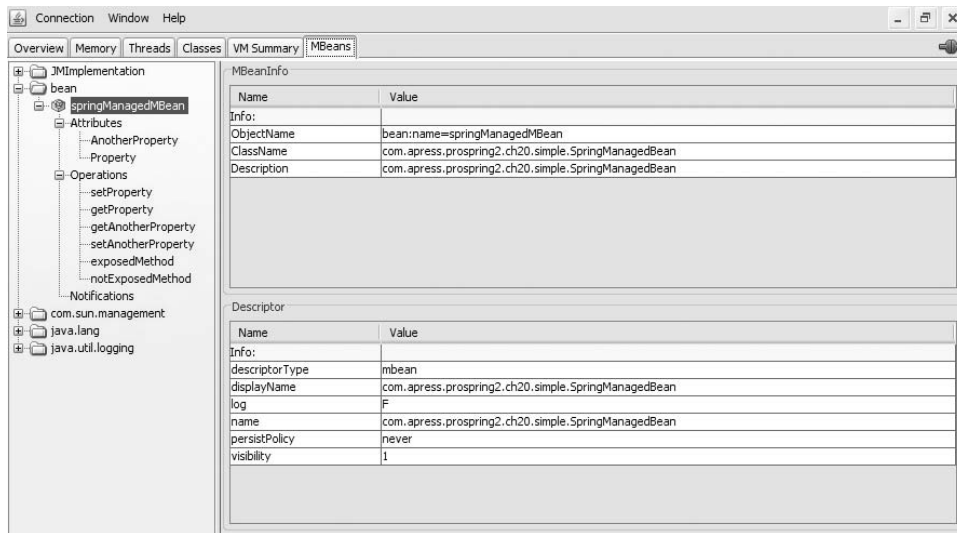 Connection Window Help
Overview Memory Threads Classes VM Summary MBeans
JMImplementation
bean
springManagedMBean
Attributes
AnotherProperty
Property
Operations
setProperty
getProperty
getAnotherProperty
setAnotherProperty
exposedMethod
notExposedMethod
Notifications
com.sun.management
java.lang
java.util.logging
MBeanInfo
Name Value
Info:
ObjectName bean:name=springManagedMBean
ClassName com.apress.prospring2.ch20.simple.SpringManagedBean
Description com.apress.prospring2.ch20.simple.SpringManagedBean
Descriptor
Name Value
Info:
descriptorType mbean
displayName com.apress.prospring2.ch20.simple.SpringManagedBean
log F
name com.apress.prospring2.ch20.simple.SpringManagedBean
persistPolicy never
visibility 1